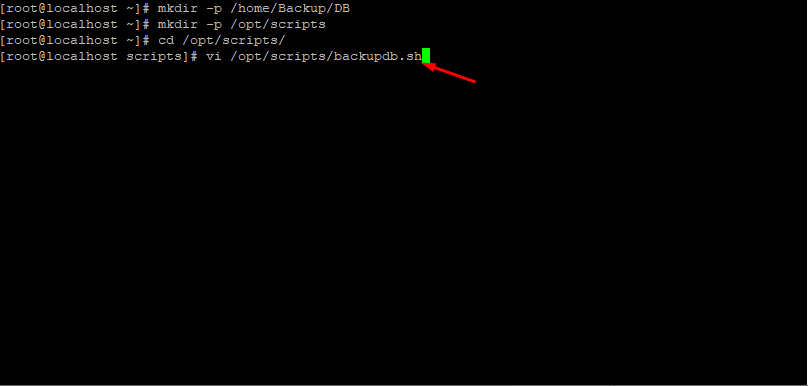 [root@localhost ~]# mkdir -p /home/Backup/DB
[root@localhost ~]# mkdir -p /opt/scripts
[root@localhost ~]# cd /opt/scripts/
[root@localhost scripts]# vi /opt/scripts/backupdb.sh